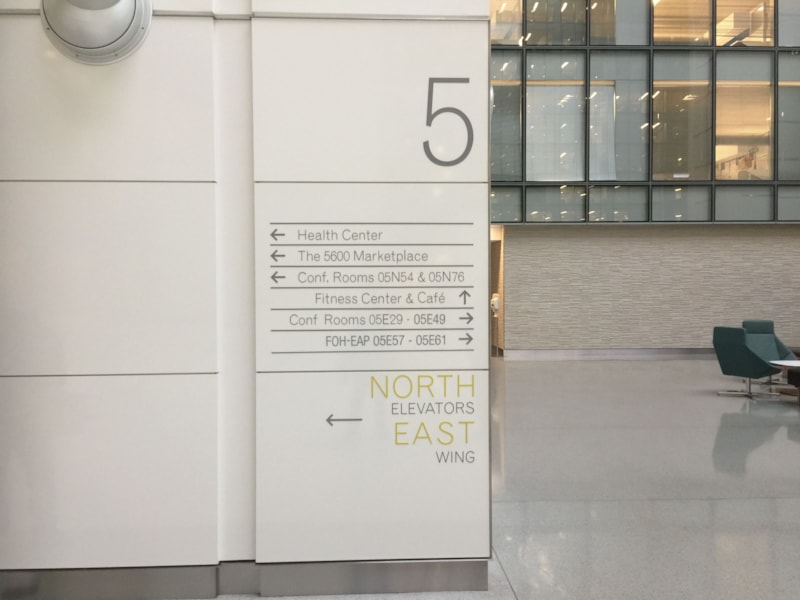 5
← Health Center
← The 5600 Marketplace
← Conf. Rooms 05N54 & 05N76
Fitness Center & Café ↑
Conf Rooms 05E29 - 05E49 →
FOH-EAP 05E57 - 05E61 →
NORTH
ELEVATORS
←
EAST
WING